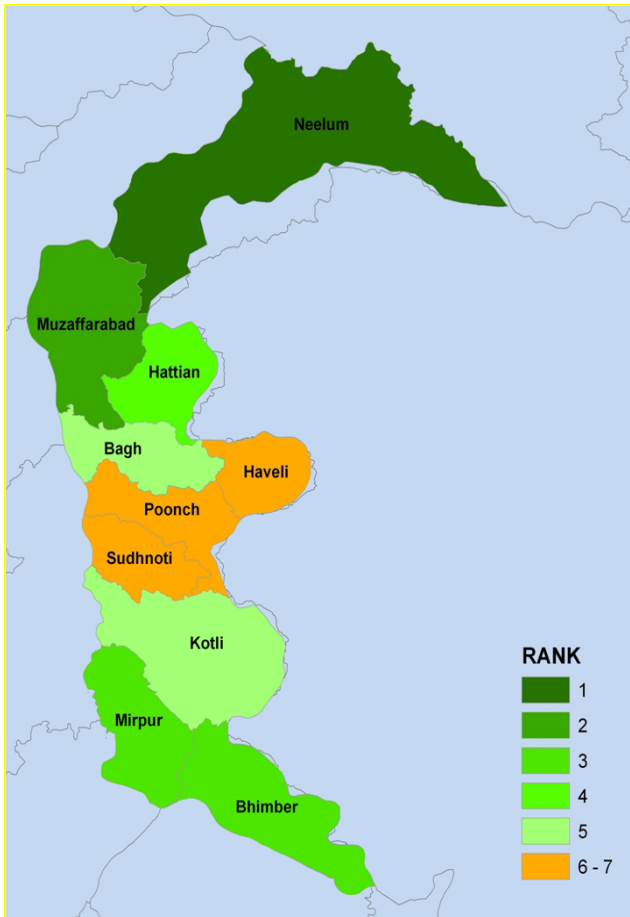 Neelum
Muzaffarabad
Hattian
Bagh
Haveli
Poonch
Sudhnoti
Kotli
Mirpur
Bhimber
RANK
1
2
3
4
5
6 - 7